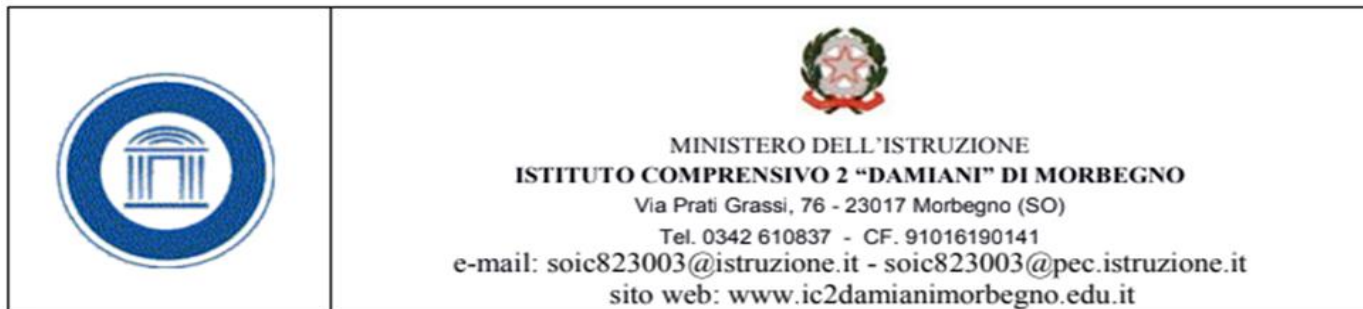 MINISTERO DELL’ISTRUZIONE
ISTITUTO COMPRENSIVO 2 “DAMIANI” DI MORBEGNO
Via Prati Grassi, 76 - 23017 Morbegno (SO)
Tel. 0342 610837 - CF. 91016190141
e-mail: soic823003@istruzione.it - soic823003@pec.istruzione.it
sito web: www.ic2damianimorbegno.edu.it